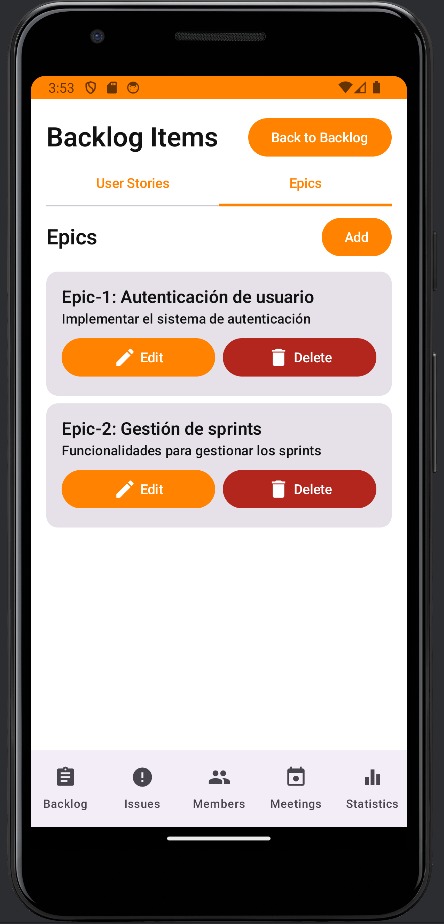 3:53
Backlog Items
Back to Backlog
User Stories
Epics
Epics
Add
Epic-1: Autenticación de usuario
Implementar el sistema de autenticación
Edit
Delete
Epic-2: Gestión de sprints
Funcionalidades para gestionar los sprints
Edit
Delete
Backlog
Issues
Members
Meetings
Statistics